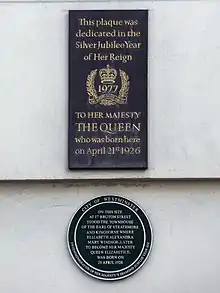 This plaque was
dedicated in the
Silver Jubilee Year
of Her Reign
1977
TO HER MAJESTY
THE QUEEN
who was born here
on April 21st 1926
CITY OF WESTMINSTER
ON THIS SITE
AT 17 BRUTON STREET
STOOD THE TOWNHOUSE
OF THE EARL OF STRATHMORE
AND KINGHORNE WHERE
ELIZABETH ALEXANDRA
MARY WINDSOR, LATER
TO BECOME HER MAJESTY
QUEEN ELIZABETH II,
WAS BORN ON
21 APRIL 1926